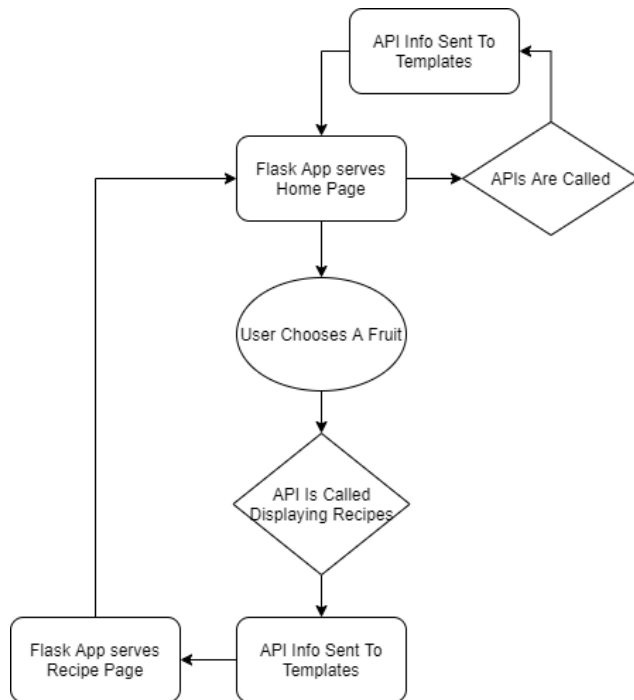 API Info Sent To
Templates
Flask App serves
Home Page
APIs Are Called
User Chooses A Fruit
API Is Called
Displaying Recipes
Flask App serves
Recipe Page
API Info Sent To
Templates